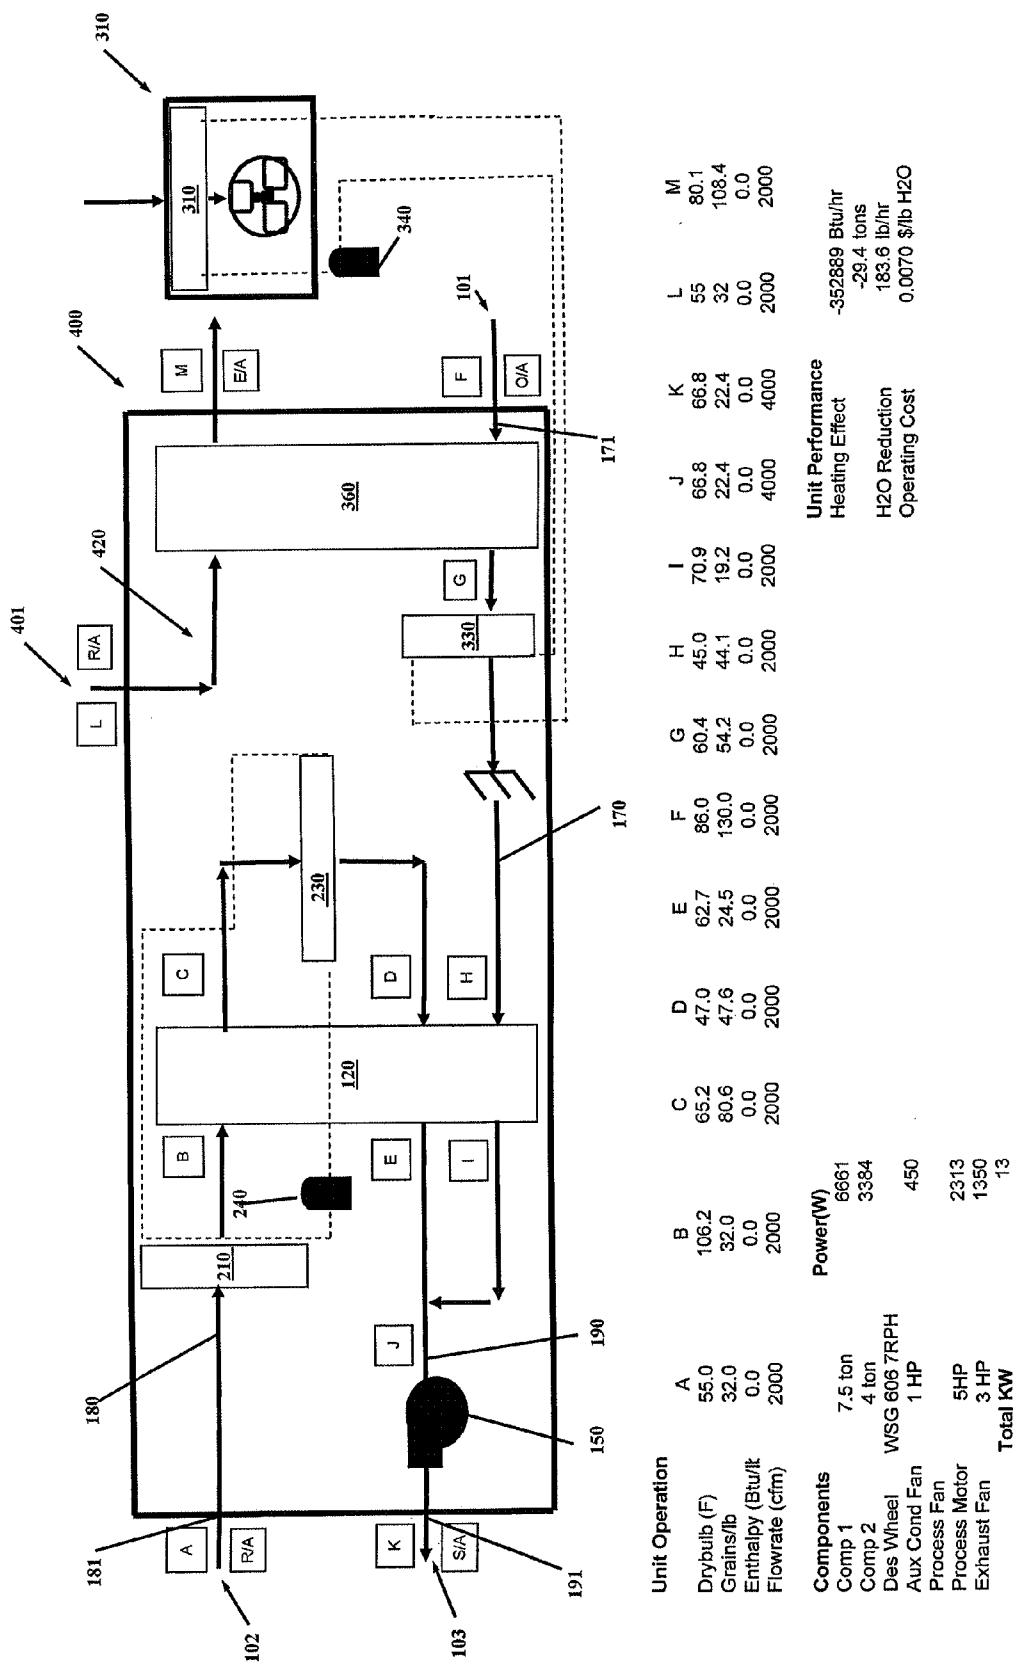 310
310
340
400
M
E/A
F
O/A
101
171
360
420
401
R/A
L
G
330
170
C
230
D
H
120
B
E
I
240
210
180
J
190
150
181
A
R/A
K
S/A
191
102
103
Unit Operation A B C D E F G H I J K L M
Drybulb (F) 55.0 106.2 65.2 47.0 62.7 86.0 60.4 45.0 70.9 66.8 66.8 55 80.1
Grains/lb 32.0 32.0 80.6 47.6 24.5 130.0 54.2 44.1 19.2 22.4 22.4 32 108.4
Enthalpy (Btu/lb 0.0 0.0 0.0 0.0 0.0 0.0 0.0 0.0 0.0 0.0 0.0 0.0 0.0
Flowrate (cfm) 2000 2000 2000 2000 2000 2000 2000 2000 2000 4000 4000 2000 2000
Components Power(W) Unit Performance
Comp 1 7.5 ton 6661 Heating Effect -352889 Btu/hr
Comp 2 4 ton 3384 -29.4 tons
Des Wheel WSG 606 7RPH H2O Reduction 183.6 lb/hr
Aux Cond Fan 1 HP 450 Operating Cost 0.0070 $/lb H2O
Process Fan
Process Motor 5HP 2313
Exhaust Fan 3 HP 1350
Total KW 13